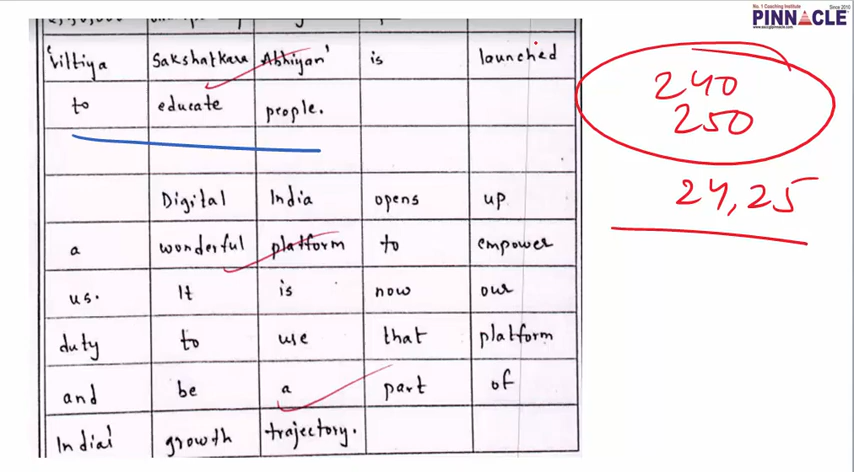 No. 1 Coaching Institute Since 2015
PINNACLE
'Vittiya Sakshatkara Abhiyan' is launched
to educate people.
240
250
24,25
Digital India opens up
a wonderful platform to empower
us. It is now our
duty to use that platform
and be a part of
India' growth trajectory.